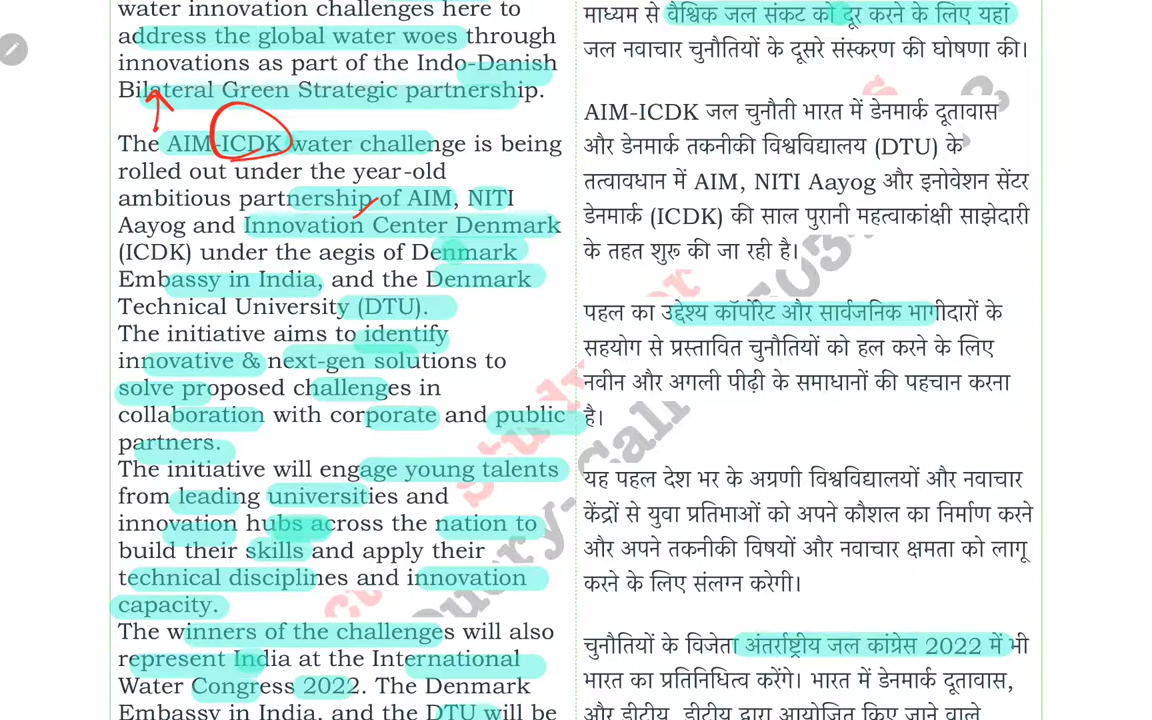 water innovation challenges here to
address the global water woes through
innovations as part of the Indo-Danish
Bilateral Green Strategic partnership.
The AIM-ICDK water challenge is being
rolled out under the year-old
ambitious partnership of AIM, NITI
Aayog and Innovation Center Denmark
(ICDK) under the aegis of Denmark
Embassy in India, and the Denmark
Technical University (DTU).
The initiative aims to identify
innovative & next-gen solutions to
solve proposed challenges in
collaboration with corporate and public
partners.
The initiative will engage young talents
from leading universities and
innovation hubs across the nation to
build their skills and apply their
technical disciplines and innovation
capacity.
The winners of the challenges will also
represent India at the International
Water Congress 2022. The Denmark
Embassy in India, and the DTU will be
माध्यम से वैश्विक जल संकट को दूर करने के लिए यहां
जल नवाचार चुनौतियों के दूसरे संस्करण की घोषणा की।
AIM-ICDK जल चुनौती भारत में डेनमार्क दूतावास
और डेनमार्क तकनीकी विश्वविद्यालय (DTU) के
तत्वावधान में AIM, NITI Aayog और इनोवेशन सेंटर
डेनमार्क (ICDK) की साल पुरानी महत्वाकांक्षी साझेदारी
के तहत शुरू की जा रही है।
पहल का उद्देश्य कॉर्पोरेट और सार्वजनिक भागीदारों के
सहयोग से प्रस्तावित चुनौतियों को हल करने के लिए
नवीन और अगली पीढ़ी के समाधानों की पहचान करना
है।
यह पहल देश भर के अग्रणी विश्वविद्यालयों और नवाचार
केंद्रों से युवा प्रतिभाओं को अपने कौशल का निर्माण करने
और अपने तकनीकी विषयों और नवाचार क्षमता को लागू
करने के लिए संलग्न करेगी।
चुनौतियों के विजेता अंतर्राष्ट्रीय जल कांग्रेस 2022 में भी
भारत का प्रतिनिधित्व करेंगे। भारत में डेनमार्क दूतावास,
और डीटीयू, डीटीयू द्वारा आयोजित किए जाने वाले